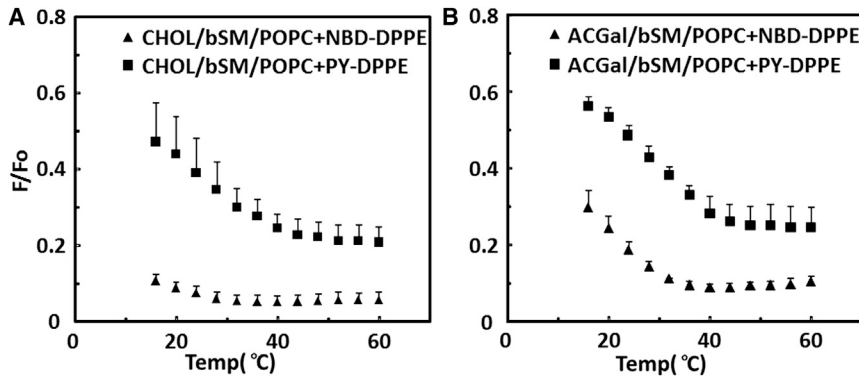 A
▲ CHOL/bSM/POPC+NBD-DPPE
■ CHOL/bSM/POPC+PY-DPPE
0.8
0.6
0.4
0.2
0
F/Fo
0 20 40 60
Temp( ℃)
B
▲ ACGal/bSM/POPC+NBD-DPPE
■ ACGal/bSM/POPC+PY-DPPE
0.8
0.6
0.4
0.2
0
0 20 40 60
Temp( ℃)